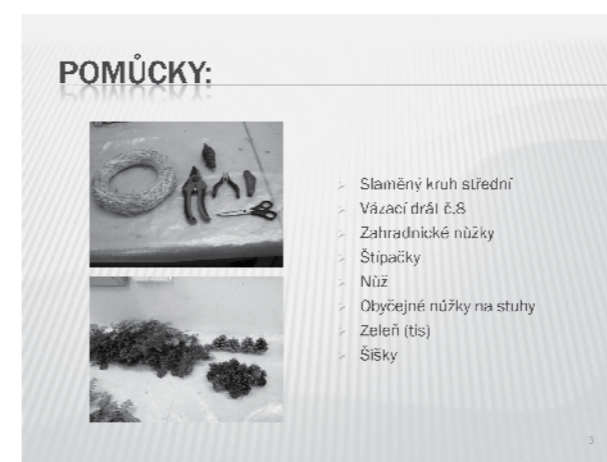 POMŮCKY:
Slaměný kruh střední
Vázací drát č.8
Zahradnické nůžky
Štípačky
Nůž
Obyčejné nůžky na stuhy
Zeleň (tis)
Šišky
3